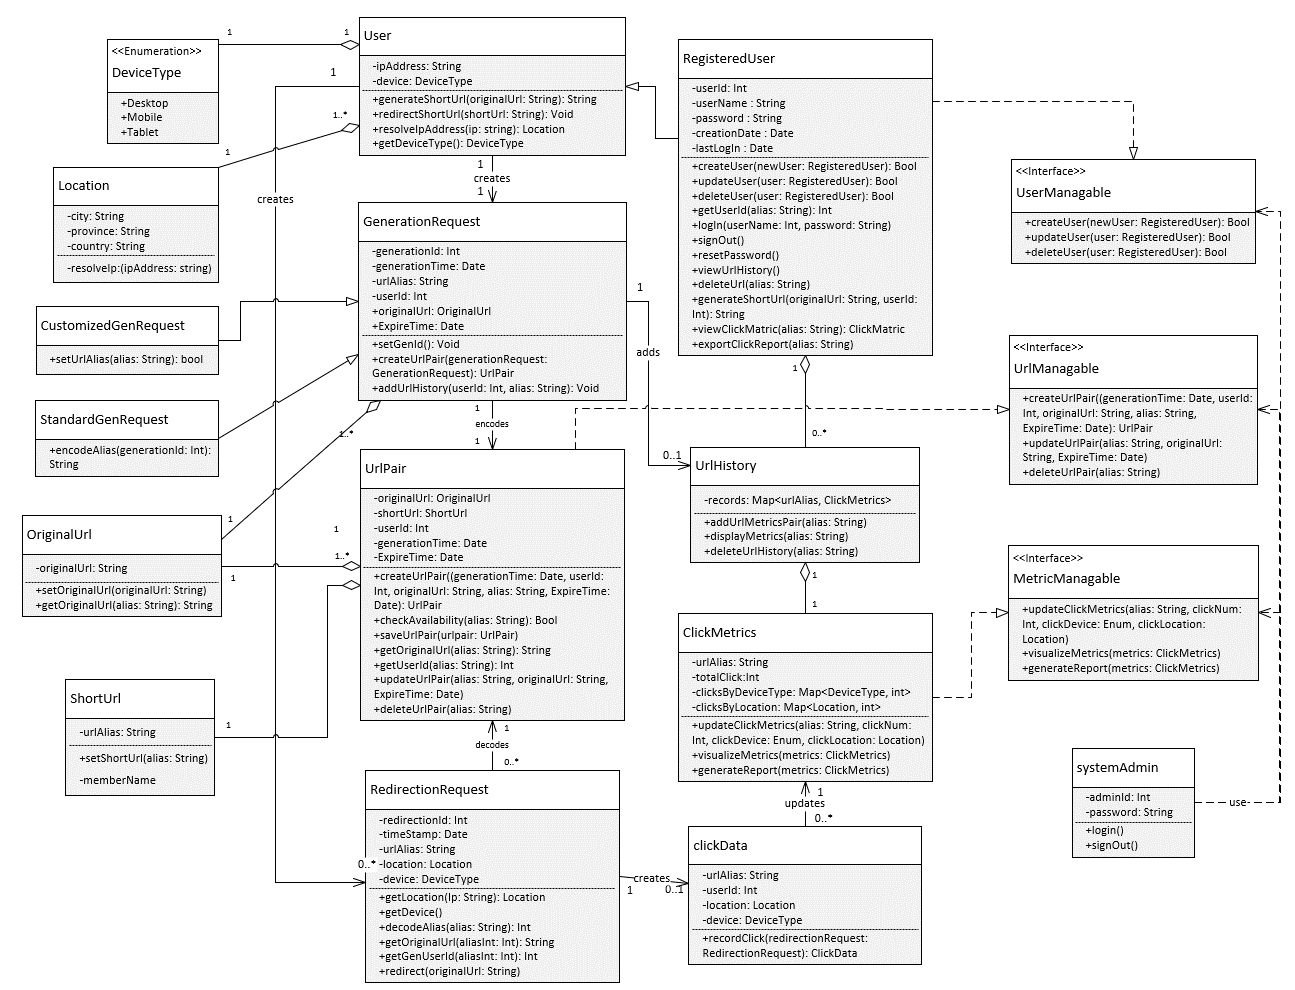 <<Enumeration>>
DeviceType
+Desktop
+Mobile
+Tablet
1
1
User
-ipAddress: String
-device: DeviceType
+generateShortUrl(originalUrl: String): String
+redirectShortUrl(shortUrl: String): Void
+resolveIpAddress(ip: string): Location
+getDeviceType(): DeviceType
1
1..*
1
Location
-city: String
-province: String
-country: String
-resolveIp:(ipAddress: string)
creates
1
creates
1
RegisteredUser
-userId: Int
-userName : String
-password : String
-creationDate : Date
-lastLogIn : Date
+createUser(newUser: RegisteredUser): Bool
+updateUser(user: RegisteredUser): Bool
+deleteUser(user: RegisteredUser): Bool
+getUserId(alias: String): Int
+logIn(userName: Int, password: String)
+signOut()
+resetPassword()
+viewUrlHistory()
+deleteUrl(alias: String)
+generateShortUrl(originalUrl: String, userId:
Int): String
+viewClickMatric(alias: String): ClickMatric
+exportClickReport(alias: String)
<<Interface>>
UserManagable
+createUser(newUser: RegisteredUser): Bool
+updateUser(user: RegisteredUser): Bool
+deleteUser(user: RegisteredUser): Bool
GenerationRequest
-generationId: Int
-generationTime: Date
-urlAlias: String
-userId: Int
+originalUrl: OriginalUrl
+ExpireTime: Date
+setGenId(): Void
+createUrlPair(generationRequest:
GenerationRequest): UrlPair
+addUrlHistory(userId: Int, alias: String): Void
CustomizedGenRequest
+setUrlAlias(alias: String): bool
StandardGenRequest
+encodeAlias(generationId: Int):
String
1
adds
0..1
1
0..*
<<Interface>>
UrlManagable
+createUrlPair((generationTime: Date, userId:
Int, originalUrl: String, alias: String,
ExpireTime: Date): UrlPair
+updateUrlPair(alias: String, originalUrl:
String, ExpireTime: Date)
+deleteUrlPair(alias: String)
1..*
1
encodes
1
UrlPair
-originalUrl: OriginalUrl
-shortUrl: ShortUrl
-userId: Int
-generationTime: Date
-ExpireTime: Date
+createUrlPair((generationTime: Date, userId:
Int, originalUrl: String, alias: String, ExpireTime:
Date): UrlPair
+checkAvailability(alias: String): Bool
+saveUrlPair(urlpair: UrlPair)
+getOriginalUrl(alias: String): String
+getUserId(alias: String): Int
+updateUrlPair(alias: String, originalUrl: String,
ExpireTime: Date)
+deleteUrlPair(alias: String)
UrlHistory
-records: Map<urlAlias, ClickMetrics>
+addUrlMetricsPair(alias: String)
+displayMetrics(alias: String)
+deleteUrlHistory(alias: String)
1
1
OriginalUrl
-originalUrl: String
+setOriginalUrl(originalUrl: String)
+getOriginalUrl(alias: String): String
1
1
1..*
1
<<Interface>>
MetricManagable
+updateClickMetrics(alias: String, clickNum:
Int, clickDevice: Enum, clickLocation:
Location)
+visualizeMetrics(metrics: ClickMetrics)
+generateReport(metrics: ClickMetrics)
ClickMetrics
-urlAlias: String
-totalClick:Int
-clicksByDeviceType: Map<DeviceType, int>
-clicksByLocation: Map<Location, int>
+updateClickMetrics(alias: String, clickNum:
Int, clickDevice: Enum, clickLocation: Location)
+visualizeMetrics(metrics: ClickMetrics)
+generateReport(metrics: ClickMetrics)
ShortUrl
-urlAlias: String
+setShortUrl(alias: String)
-memberName
1
1
decodes
0..*
systemAdmin
-adminId: Int
-password: String
+login()
+signOut()
use
1
updates
0..*
RedirectionRequest
-redirectionId: Int
-timeStamp: Date
-urlAlias: String
-location: Location
-device: DeviceType
+getLocation(Ip: String): Location
+getDevice()
+decodeAlias(alias: String): Int
+getOriginalUrl(aliasInt: Int): String
+getGenUserId(aliasInt: Int): Int
+redirect(originalUrl: String)
0..*
creates
1
0..1
clickData
-urlAlias: String
-userId: Int
-location: Location
-device: DeviceType
+recordClick(redirectionRequest:
RedirectionRequest): ClickData